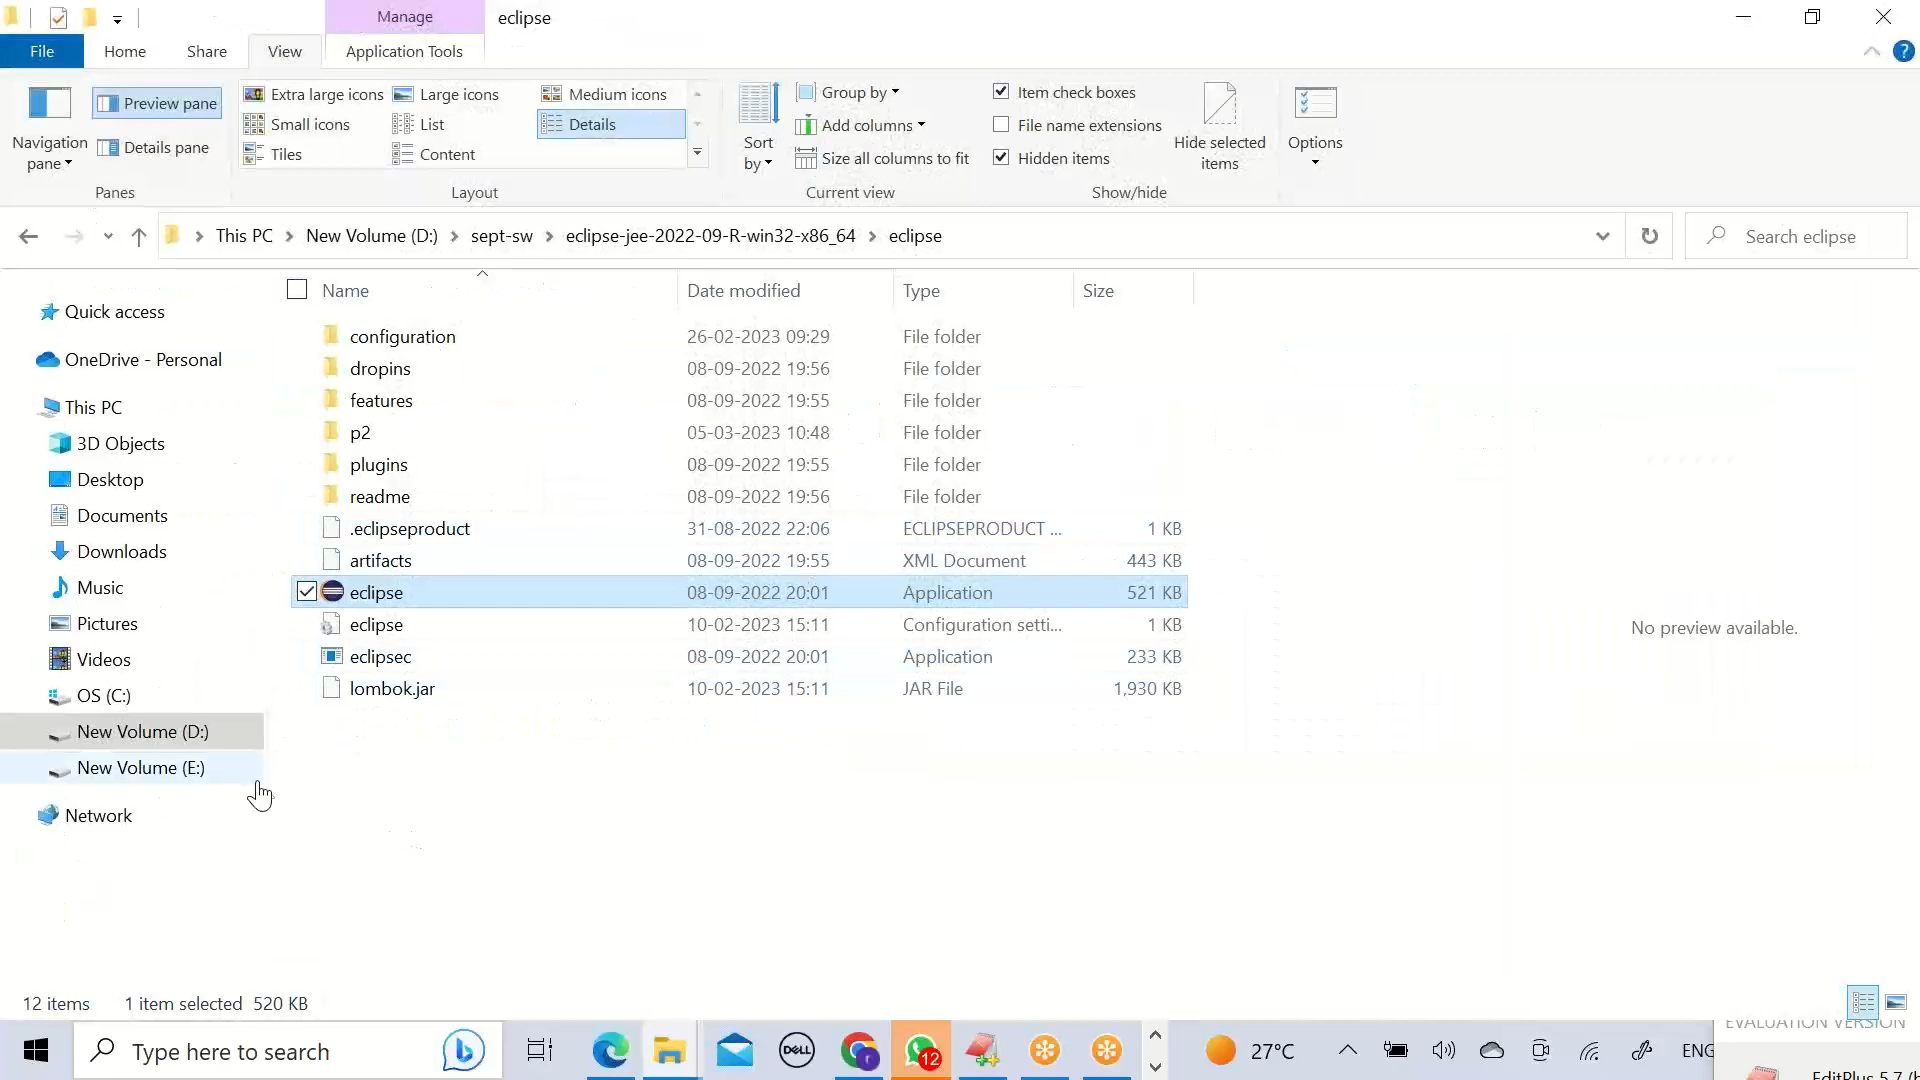 Manage
eclipse
File
Home
Share
View
Application Tools
Navigation pane
Preview pane
Details pane
Panes
Extra large icons
Large icons
Medium icons
Small icons
List
Details
Tiles
Content
Layout
Sort by
Group by
Add columns
Size all columns to fit
Current view
Item check boxes
File name extensions
Hidden items
Hide selected items
Show/hide
Options
This PC
New Volume (D:)
sept-sw
eclipse-jee-2022-09-R-win32-x86_64
eclipse
Search eclipse
Name Date modified Type Size
configuration 26-02-2023 09:29 File folder
dropins 08-09-2022 19:56 File folder
features 08-09-2022 19:55 File folder
p2 05-03-2023 10:48 File folder
plugins 08-09-2022 19:55 File folder
readme 08-09-2022 19:56 File folder
.eclipseproduct 31-08-2022 22:06 ECLIPSEPRODUCT ... 1 KB
artifacts 08-09-2022 19:55 XML Document 443 KB
eclipse 08-09-2022 20:01 Application 521 KB
eclipse 10-02-2023 15:11 Configuration setti... 1 KB
eclipsec 08-09-2022 20:01 Application 233 KB
lombok.jar 10-02-2023 15:11 JAR File 1,930 KB
Quick access
OneDrive - Personal
This PC
3D Objects
Desktop
Documents
Downloads
Music
Pictures
Videos
OS (C:)
New Volume (D:)
New Volume (E:)
Network
No preview available.
12 items 1 item selected 520 KB
EVALUATION VERSION
Type here to search
DELL
r
12
27°C
ENG
EditPlus 5.7